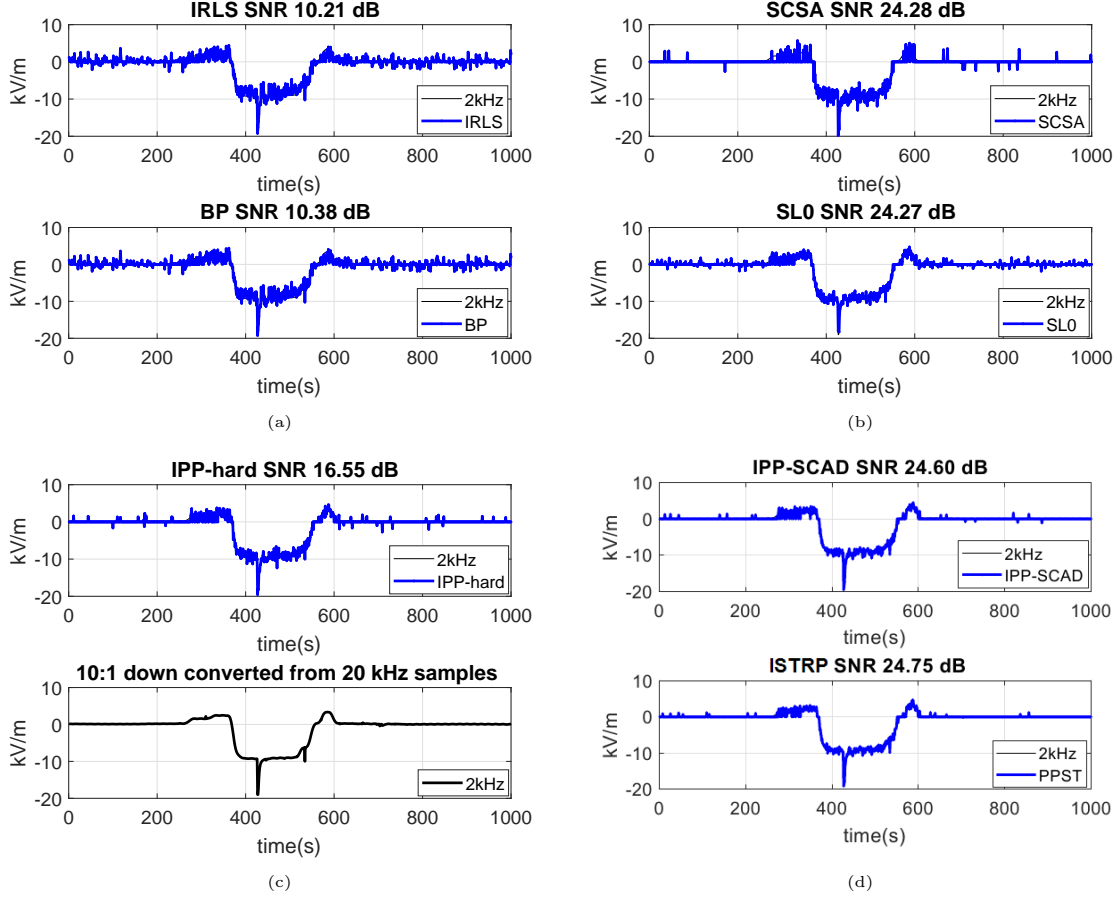 IRLS SNR 10.21 dB
10
0
-10
-20
kV/m
2kHz
IRLS
0 200 400 600 800 1000
time(s)
BP SNR 10.38 dB
10
0
-10
-20
kV/m
2kHz
BP
0 200 400 600 800 1000
time(s)
(a)
SCSA SNR 24.28 dB
10
0
-10
-20
kV/m
2kHz
SCSA
0 200 400 600 800 1000
time(s)
SL0 SNR 24.27 dB
10
0
-10
-20
kV/m
2kHz
SL0
0 200 400 600 800 1000
time(s)
(b)
IPP-hard SNR 16.55 dB
10
0
-10
-20
kV/m
2kHz
IPP-hard
0 200 400 600 800 1000
time(s)
10:1 down converted from 20 kHz samples
10
0
-10
-20
kV/m
2kHz
0 200 400 600 800 1000
time(s)
(c)
IPP-SCAD SNR 24.60 dB
10
0
-10
-20
kV/m
2kHz
IPP-SCAD
0 200 400 600 800 1000
time(s)
ISTRP SNR 24.75 dB
10
0
-10
-20
kV/m
2kHz
PPST
0 200 400 600 800 1000
time(s)
(d)